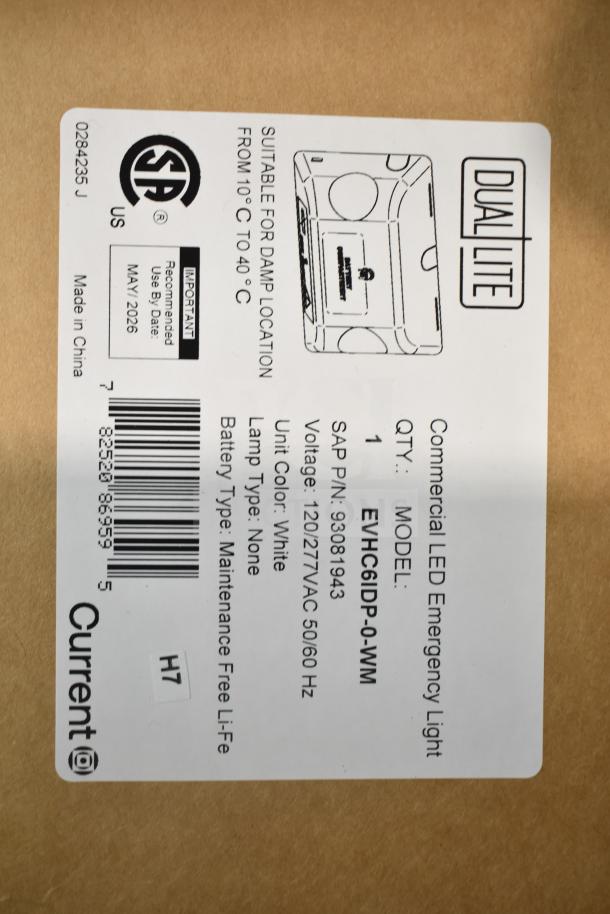 DUAL LITE
BATTERY
COMPARTMENT
SUITABLE FOR DAMP LOCATION
FROM 10° C TO 40 ° C
SA ®
US
IMPORTANT
Recommended
Use By Date:
MAY/ 2026
0284235 J
Made in China
Commercial LED Emergency Light
QTY.: MODEL:
1 EVHC6IDP-0-WM
SAP P/N: 93081943
Voltage: 120/277VAC 50/60 Hz
Unit Color: White
Lamp Type: None
Battery Type: Maintenance Free Li-Fe
7 82520 86959 5
H7
Current